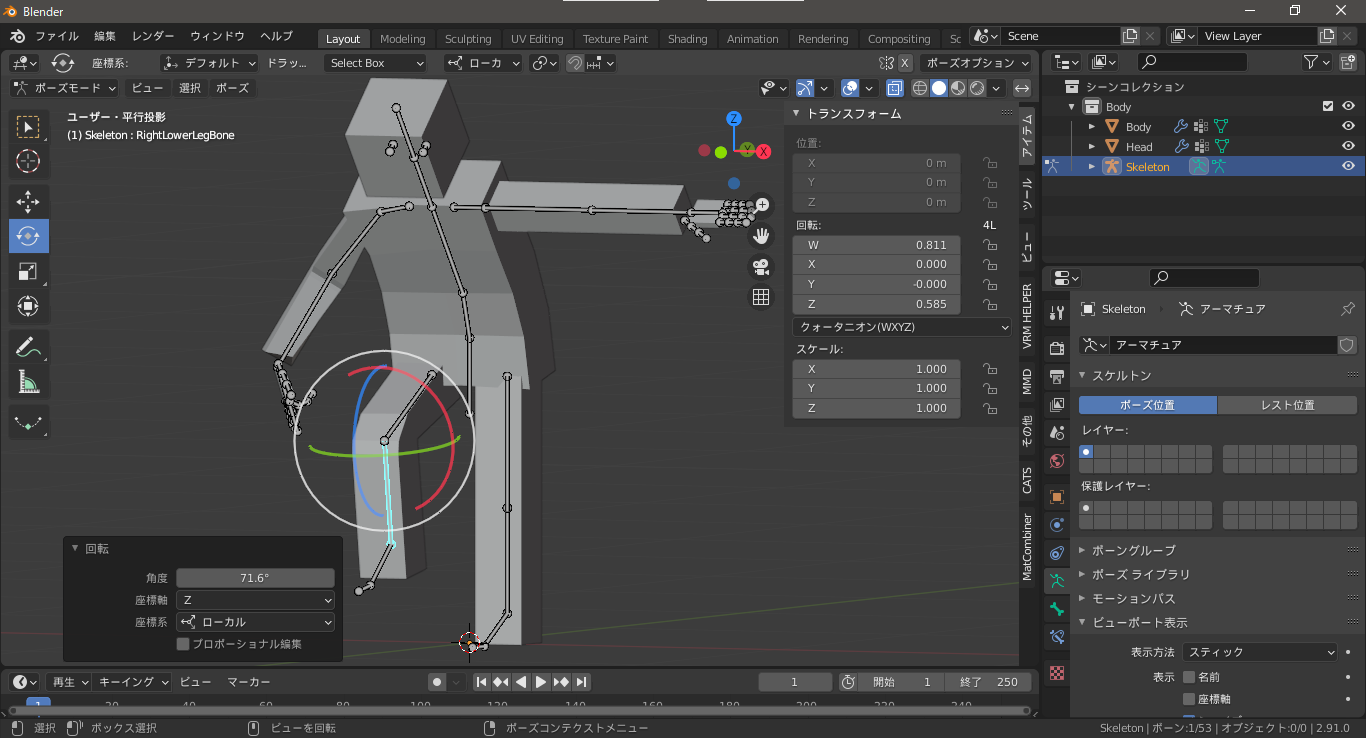 Blender
ファイル 編集 レンダー ウィンドウ ヘルプ Layout Modeling Sculpting UV Editing Texture Paint Shading Animation Rendering Compositing Sc Scene View Layer
座標系: デフォルト ドラッ... Select Box ローカ X ポーズオプション
ポーズモード ビュー 選択 ポーズ
ユーザー・平行投影
(1) Skeleton : RightLowerLegBone
Z
Y
X
トランスフォーム
位置:
X 0 m
Y 0 m
Z 0 m
回転: 4L
W 0.811
X 0.000
Y -0.000
Z 0.585
クォータニオン(WXYZ)
スケール:
X 1.000
Y 1.000
Z 1.000
アイテム
ツール
ビュー
VRM HELPER
MMD
その他
CATS
MatCombiner
回転
角度 71.6°
座標軸 Z
座標系 ローカル
プロポーショナル編集
シーンコレクション
Body
Body
Head
Skeleton
Skeleton アーマチュア
アーマチュア
スケルトン
ポーズ位置 レスト位置
レイヤー:
保護レイヤー:
ボーングループ
ポーズ ライブラリ
モーションパス
ビューポート表示
表示方法 スティック
表示 名前
座標軸
再生 キーイング ビュー マーカー 1 開始 1 終了 250
1 20 40 60 80 100 120 140 160 180 200 220 240
選択 ボックス選択 ビューを回転 ポーズコンテクストメニュー Skeleton | ボーン:1/53 | オブジェクト:0/0 | 2.91.0